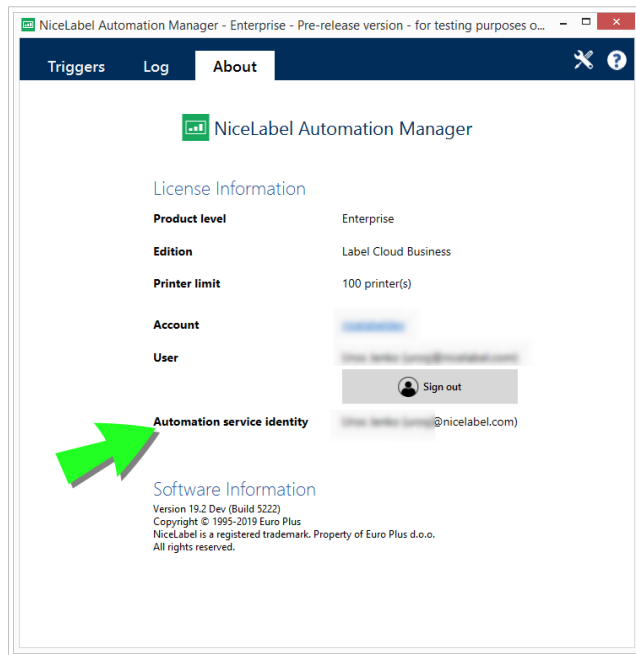 NiceLabel Automation Manager - Enterprise - Pre-release version - for testing purposes o...
Triggers Log About
NiceLabel Automation Manager
License Information
Product level Enterprise
Edition Label Cloud Business
Printer limit 100 printer(s)
Account
User
Sign out
Automation service identity @nicelabel.com)
Software Information
Version 19.2 Dev (Build 5222)
Copyright © 1995-2019 Euro Plus
NiceLabel is a registered trademark. Property of Euro Plus d.o.o.
All rights reserved.